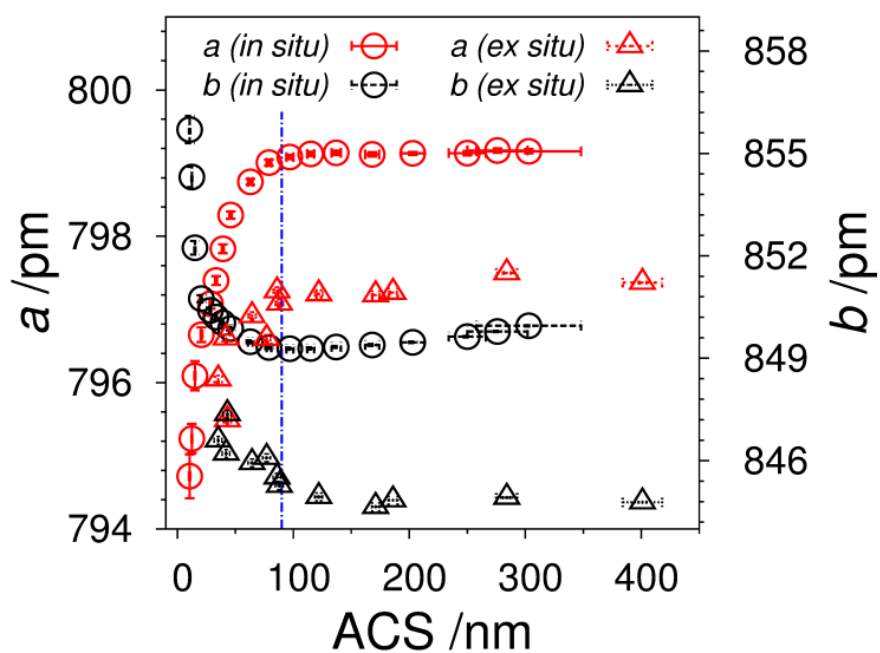 a (in situu) a (ex situ)
b (in situ) b (ex situ)
800
798
796
794
858
855
852
849
846
a /pm
b /pm
0 100 200 300 400
ACS /nm